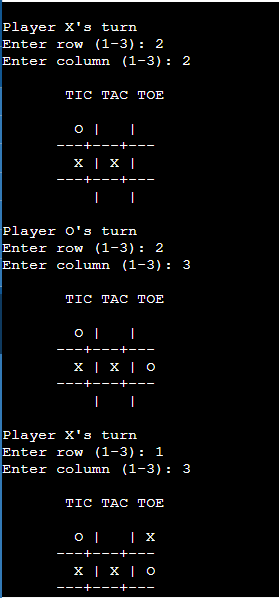 Player X's turn
Enter row (1-3): 2
Enter column (1-3): 2
TIC TAC TOE
O |   |
---+---+---
X | X |
---+---+---
|   |
Player O's turn
Enter row (1-3): 2
Enter column (1-3): 3
TIC TAC TOE
O |   |
---+---+---
X | X | O
---+---+---
|   |
Player X's turn
Enter row (1-3): 1
Enter column (1-3): 3
TIC TAC TOE
O |   | X
---+---+---
X | X | O
---+---+---